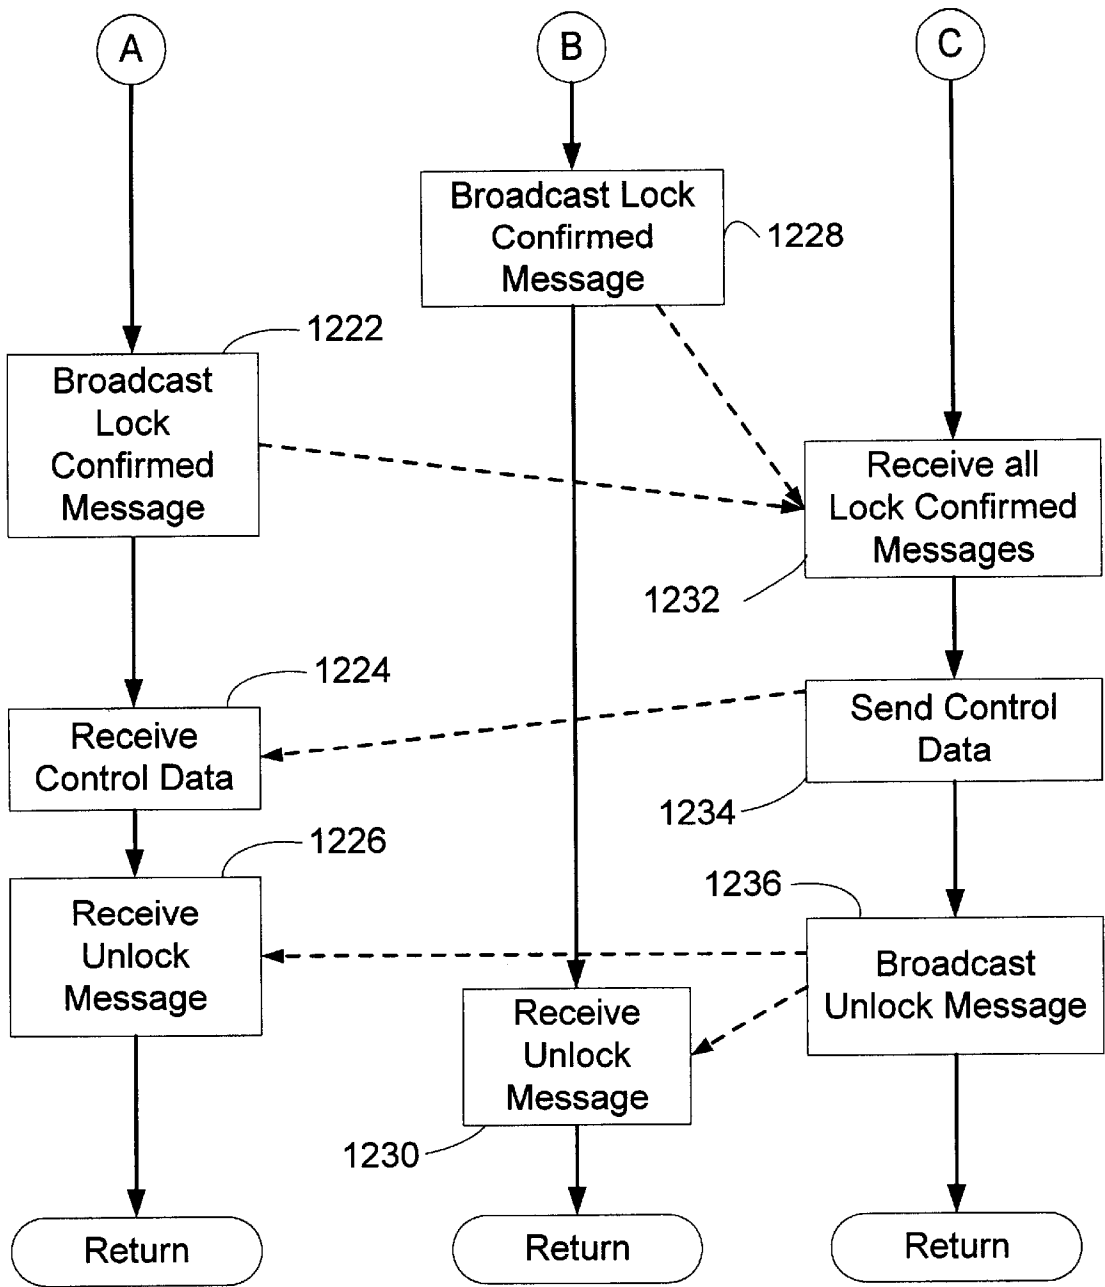 A
B
C
Broadcast Lock
Confirmed
Message
1228
1222
Broadcast
Lock
Confirmed
Message
Receive all
Lock Confirmed
Messages
1232
1224
Receive
Control Data
Send Control
Data
1234
1226
Receive
Unlock
Message
1236
Broadcast
Unlock Message
Receive
Unlock
Message
1230
Return
Return
Return